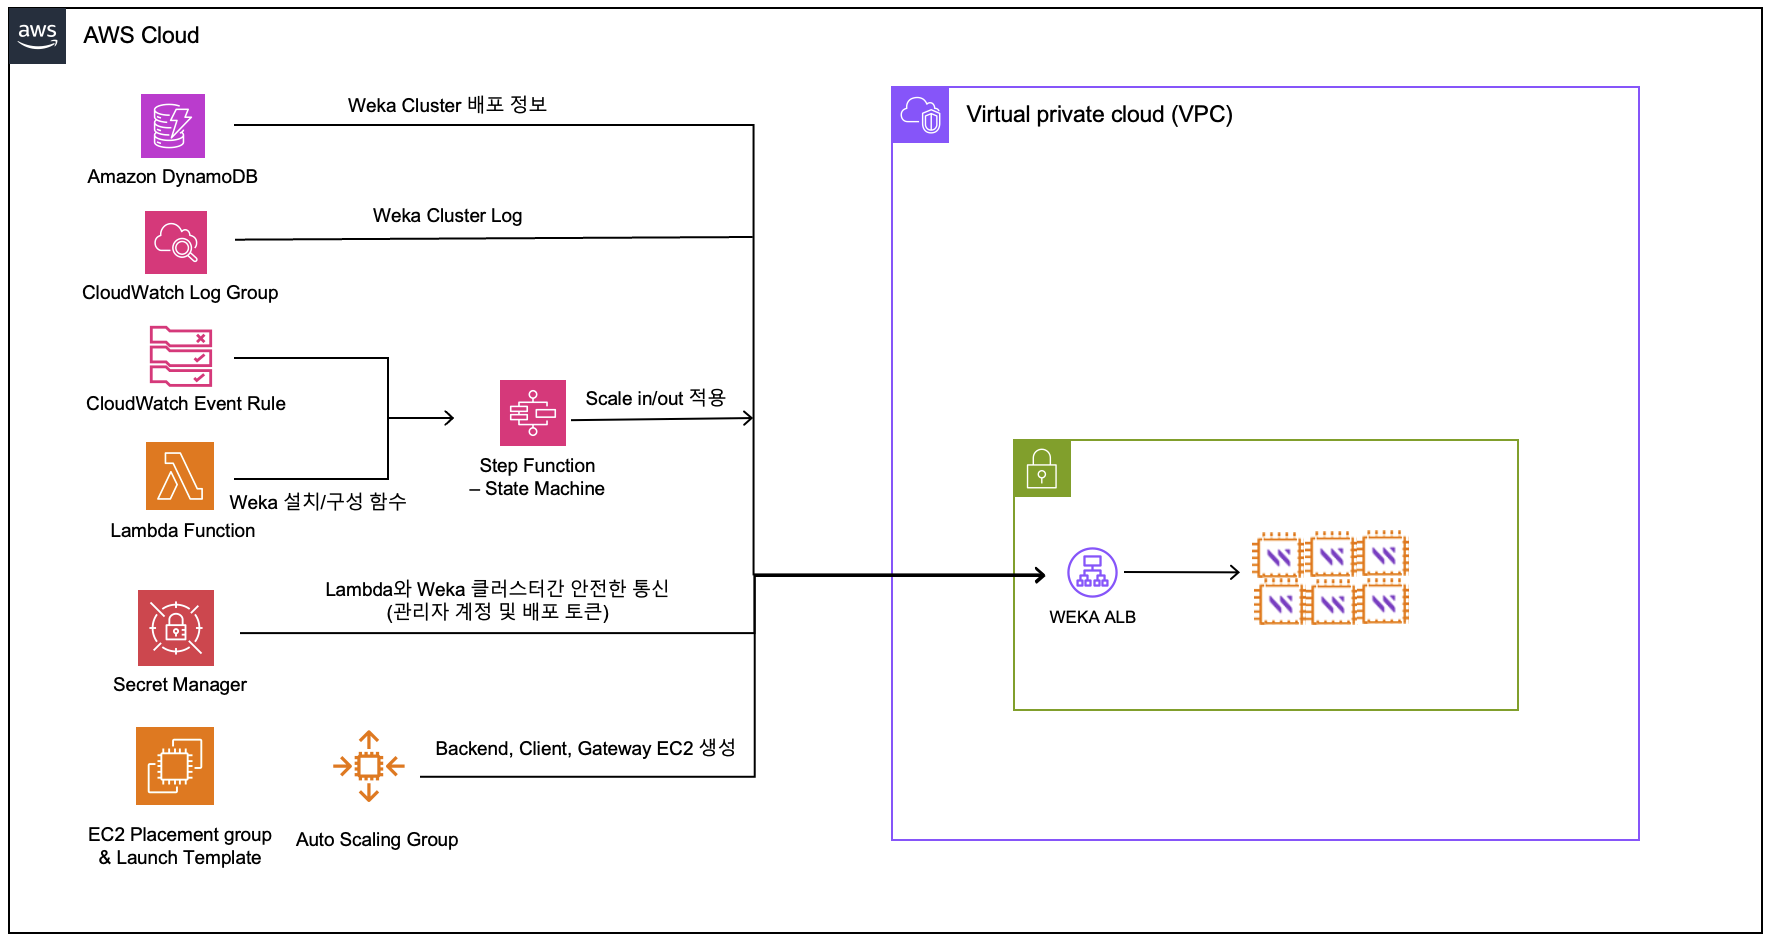 aws
AWS Cloud
Weka Cluster 배포 정보
Amazon DynamoDB
Weka Cluster Log
CloudWatch Log Group
CloudWatch Event Rule
Scale in/out 적용
Step Function
– State Machine
Weka 설치/구성 함수
Lambda Function
Lambda와 Weka 클러스터간 안전한 통신
(관리자 계정 및 배포 토큰)
Secret Manager
Backend, Client, Gateway EC2 생성
EC2 Placement group
& Launch Template
Auto Scaling Group
Virtual private cloud (VPC)
WEKA ALB